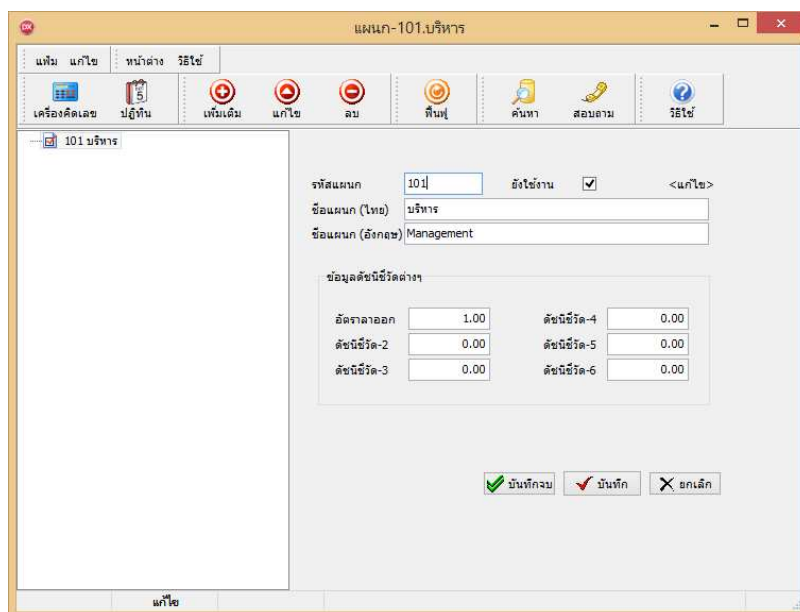 แผนก-101.บริหาร
แฟ้ม แก้ไข หน้าต่าง วิธีใช้
เครื่องคิดเลข ปฏิทิน เพิ่มเติม แก้ไข ลบ ฟื้นฟู ค้นหา สอบถาม วิธีใช้
101 บริหาร
รหัสแผนก 101 ยังใช้งาน <แก้ไข>
ชื่อแผนก (ไทย) บริหาร
ชื่อแผนก (อังกฤษ) Management
ข้อมูลดัชนีชี้วัดต่างๆ
อัตราลาออก 1.00 ดัชนีชี้วัด-4 0.00
ดัชนีชี้วัด-2 0.00 ดัชนีชี้วัด-5 0.00
ดัชนีชี้วัด-3 0.00 ดัชนีชี้วัด-6 0.00
บันทึกจบ บันทึก ยกเลิก
แก้ไข